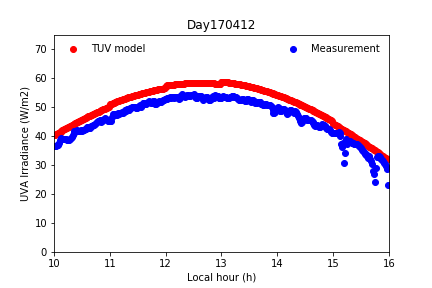 Day170412
TUV model
Measurement
UVA Irradiance (W/m2)
70
60
50
40
30
20
10
0
10 11 12 13 14 15 16
Local hour (h)